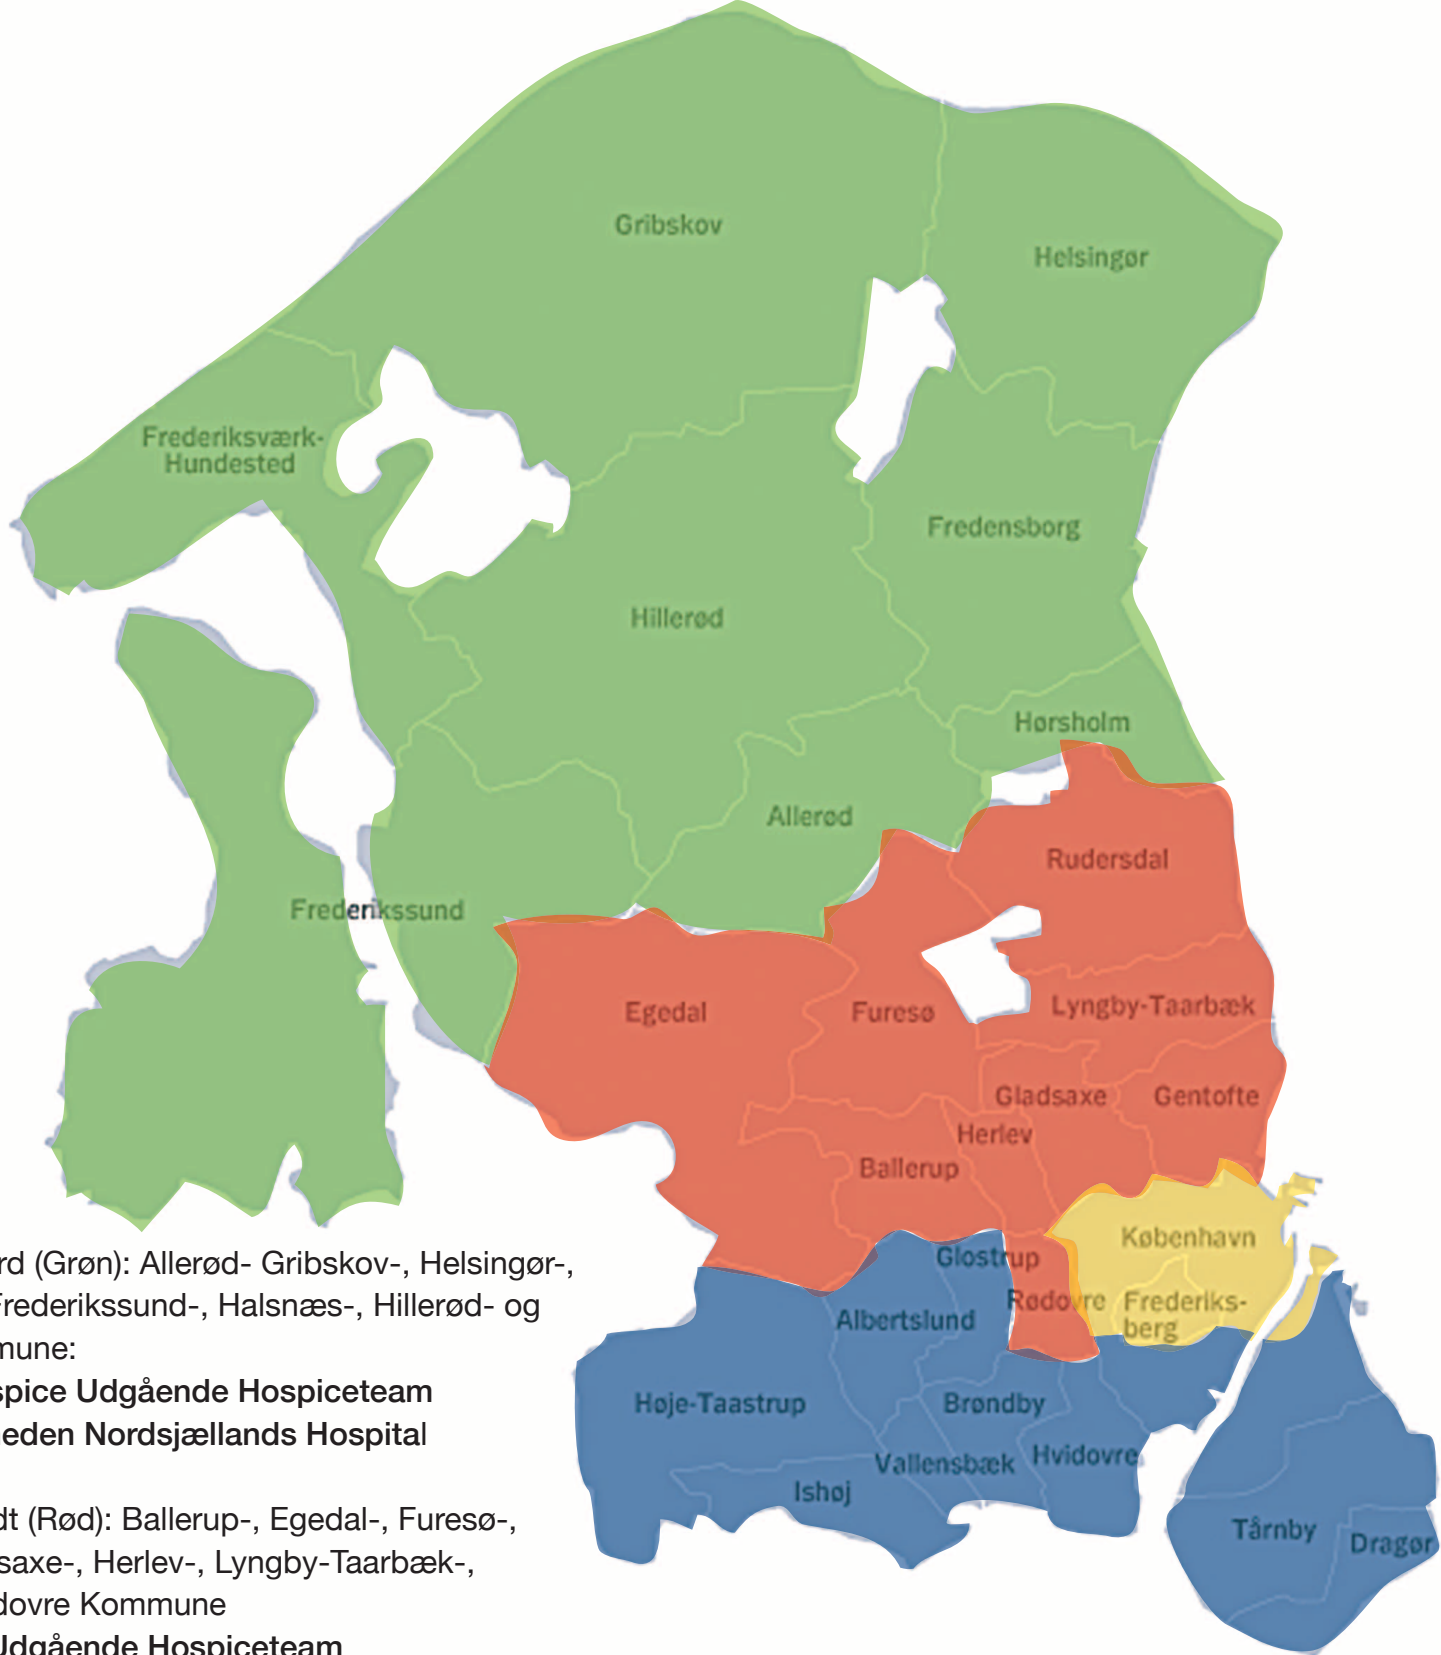 Gribskov
Helsingør
Frederiksværk-
Hundested
Fredensborg
Hillerød
Hørsholm
Allerød
Rudersdal
Frederikssund
Egedal
Furesø
Lyngby-Taarbæk
Gladsaxe
Gentofte
Herlev
Ballerup
København
Glostrup
Rødovre
Frederiks-
berg
Albertslund
Høje-Taastrup
Brøndby
Vallensbæk
Hvidovre
Ishøj
Tårnby
Dragør
rd (Grøn): Allerød- Gribskov-, Helsingør-,
Frederikssund-, Halsnæs-, Hillerød- og
mune:
spice Udgående Hospiceteam
eden Nordsjællands Hospital
dt (Rød): Ballerup-, Egedal-, Furesø-,
saxe-, Herlev-, Lyngby-Taarbæk-,
dovre Kommune
Udgående Hospiceteam